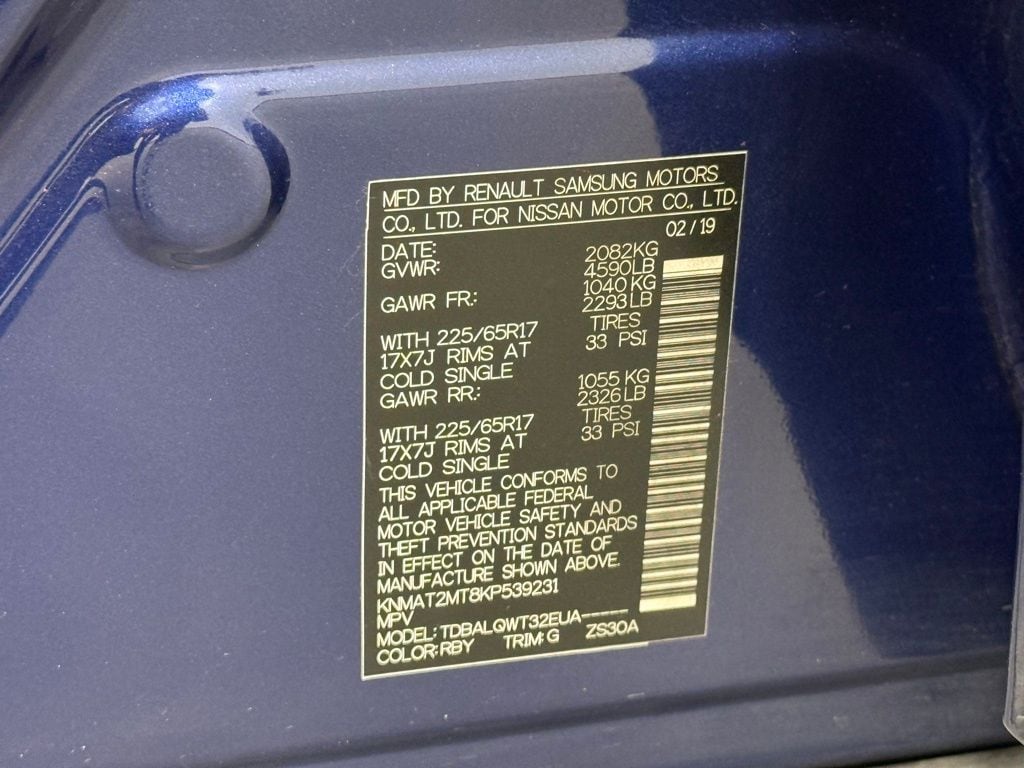 MFD BY RENAULT SAMSUNG MOTORS
CO., LTD. FOR NISSAN MOTOR CO., LTD.
DATE: 02/19
GVWR: 2082KG
4590LB
GAWR FR.: 1040KG
2293LB
WITH 225/65R17 TIRES
17X7J RIMS AT 33 PSI
COLD SINGLE
GAWR RR.: 1055KG
2326LB
WITH 225/65R17 TIRES
17X7J RIMS AT 33 PSI
COLD SINGLE
THIS VEHICLE CONFORMS TO
ALL APPLICABLE FEDERAL
MOTOR VEHICLE SAFETY AND
THEFT PREVENTION STANDARDS
IN EFFECT ON THE DATE OF
MANUFACTURE SHOWN ABOVE.
KNMAT2MT8KP539231
MPV
MODEL: TDBALQWT32EUA-----
COLOR: RBY TRIM: G ZS30A